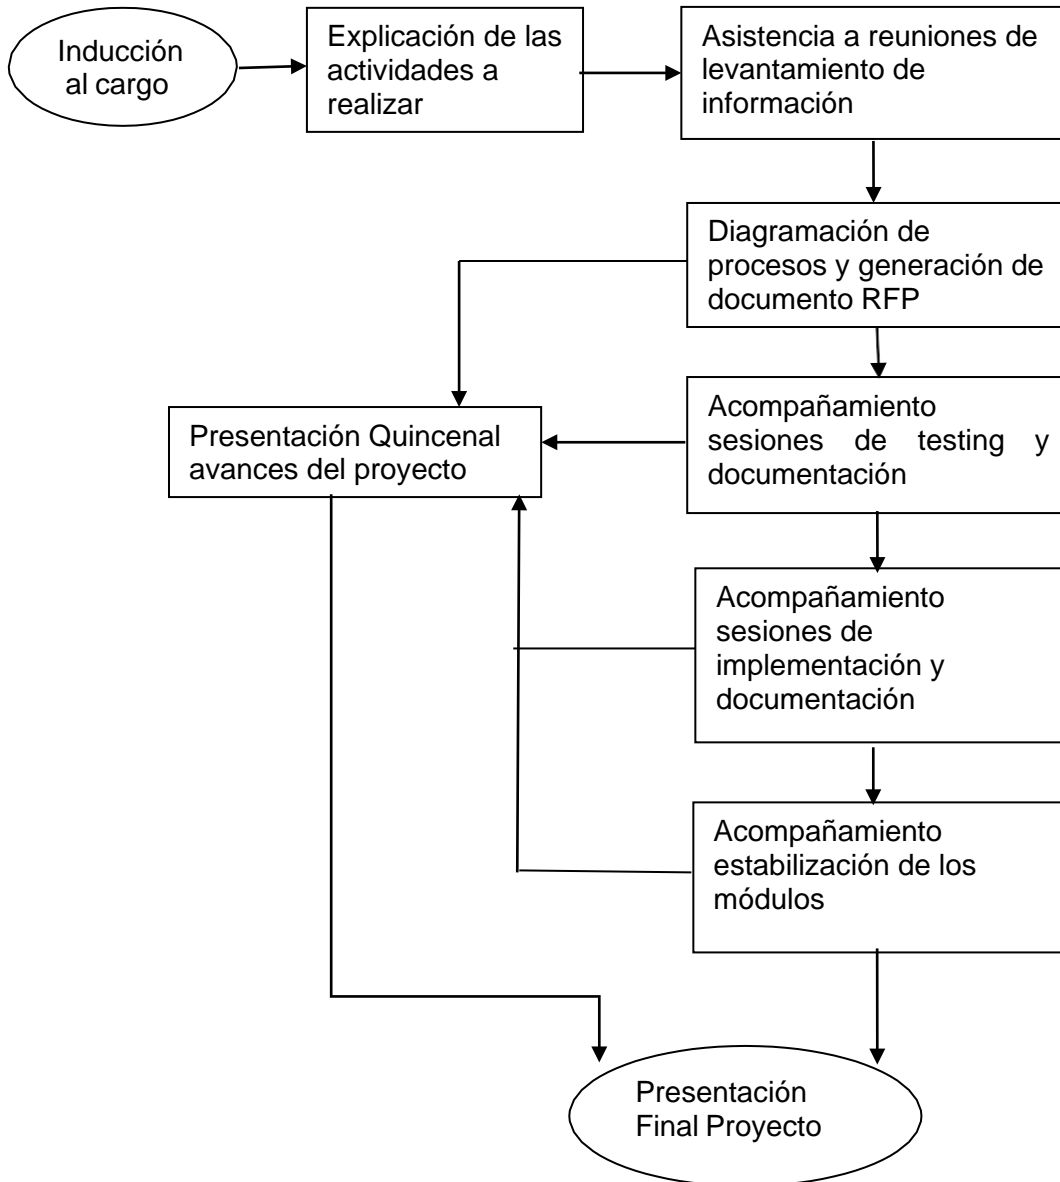 Inducción
al cargo
Explicación de las
actividades a
realizar
Asistencia a reuniones de
levantamiento de
información
Diagramación de
procesos y generación de
documento RFP
Presentación Quincenal
avances del proyecto
Acompañamiento
sesiones de testing y
documentación
Acompañamiento
sesiones de
implementación y
documentación
Acompañamiento
estabilización de los
módulos
Presentación
Final Proyecto